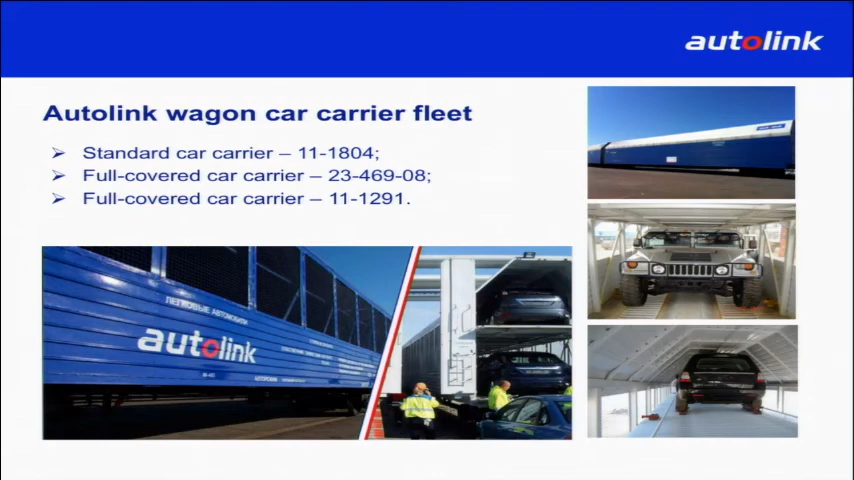 autolink
Autolink wagon car carrier fleet
➢ Standard car carrier – 11-1804;
➢ Full-covered car carrier – 23-469-08;
➢ Full-covered car carrier – 11-1291.
ЛЕГКОВЫЕ АВТОМОБИЛИ
autolink